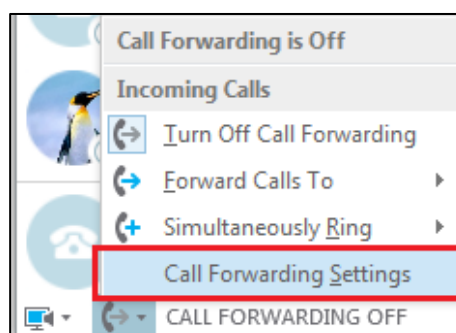 Call Forwarding is Off
Incoming Calls
Turn Off Call Forwarding
Forward Calls To
Simultaneously Ring
Call Forwarding Settings
CALL FORWARDING OFF